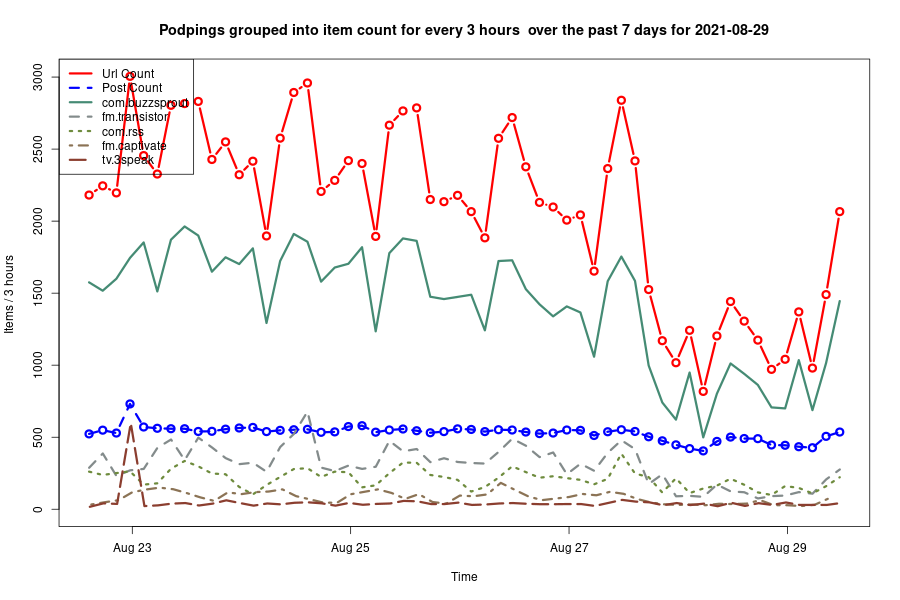 Podpings grouped into item count for every 3 hours over the past 7 days for 2021-08-29
Url Count
Post Count
com.buzzsprout
fm.transistor
com.rss
fm.captivate
tv.3speak
3000
2500
2000
1500
1000
500
0
Items / 3 hours
Aug 23
Aug 25
Aug 27
Aug 29
Time